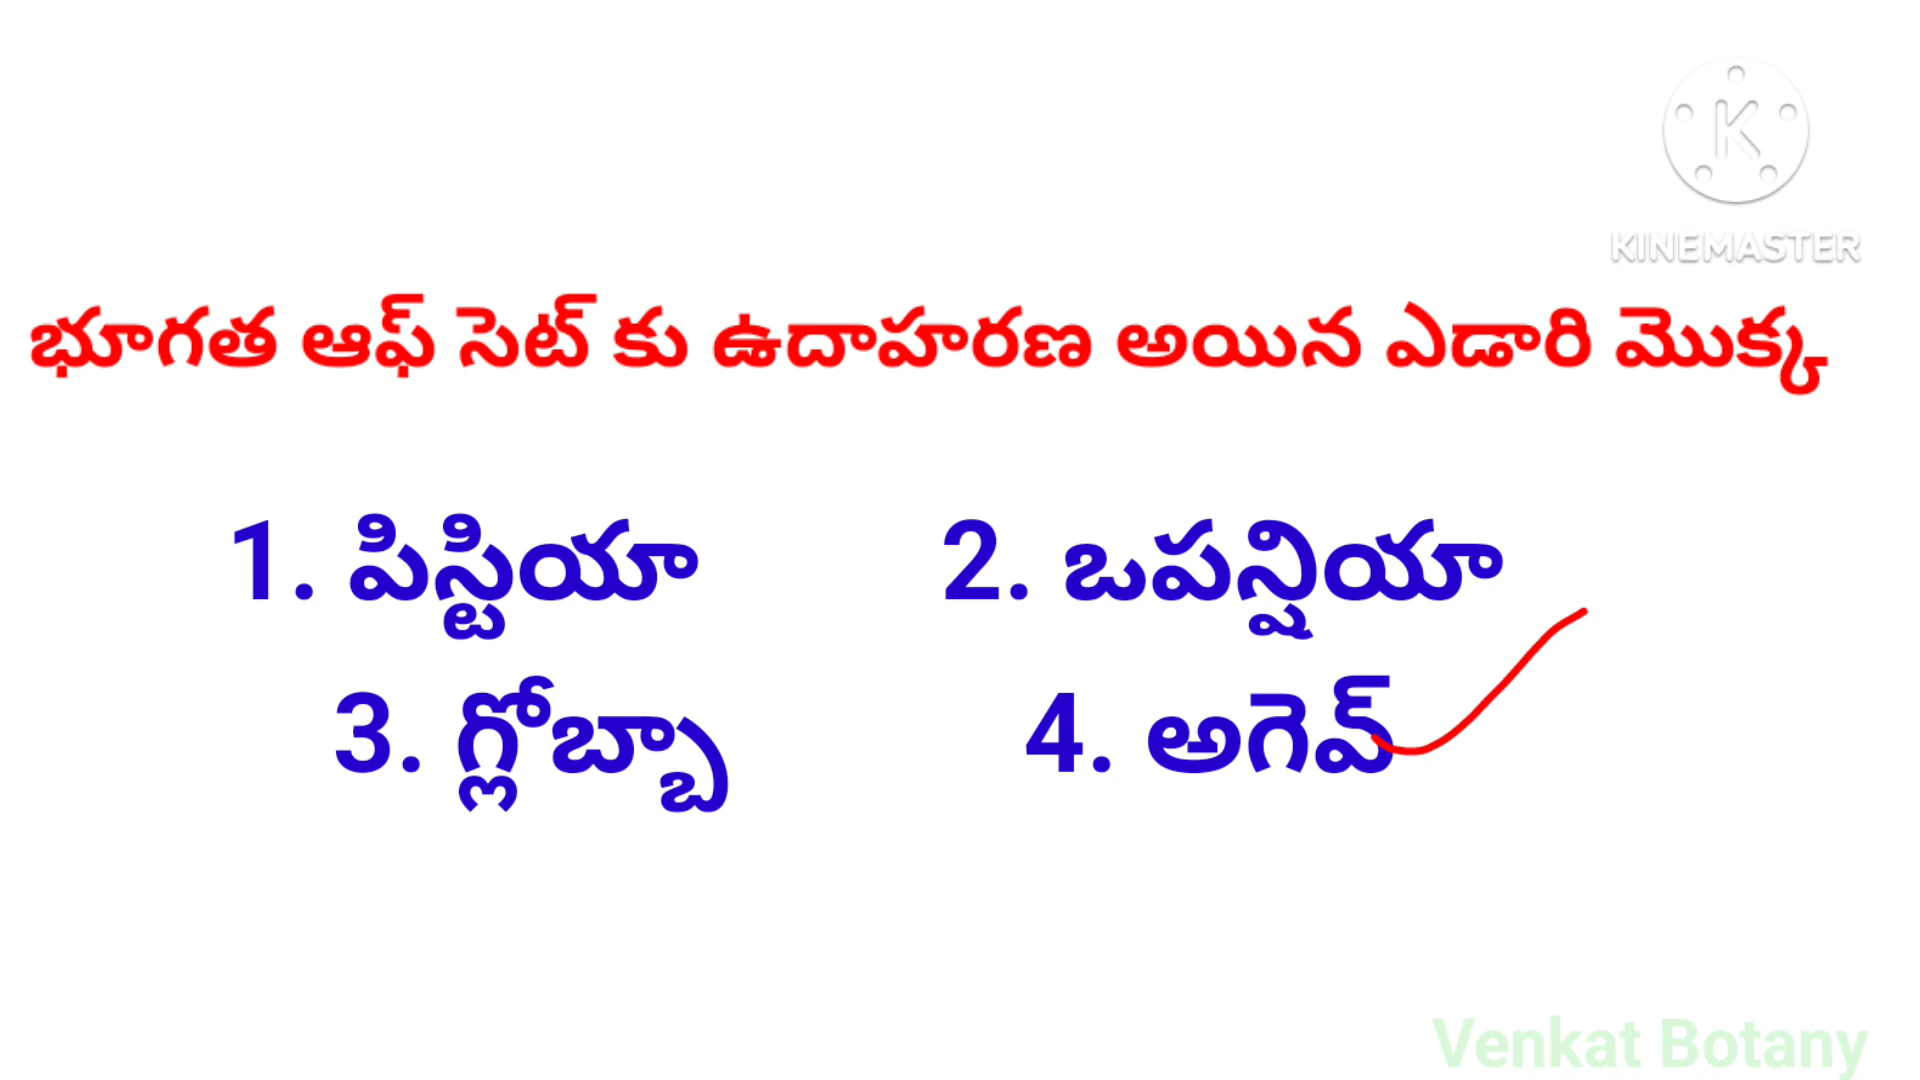 KINEMASTER
భూగత ఆఫ్ సెట్ కు ఉదాహరణ అయిన ఎడారి మొక్క
1. పిస్టియా 2. ఒపన్షియా
3. గ్లోబ్బా 4. అగెవ్
Venkat Botany